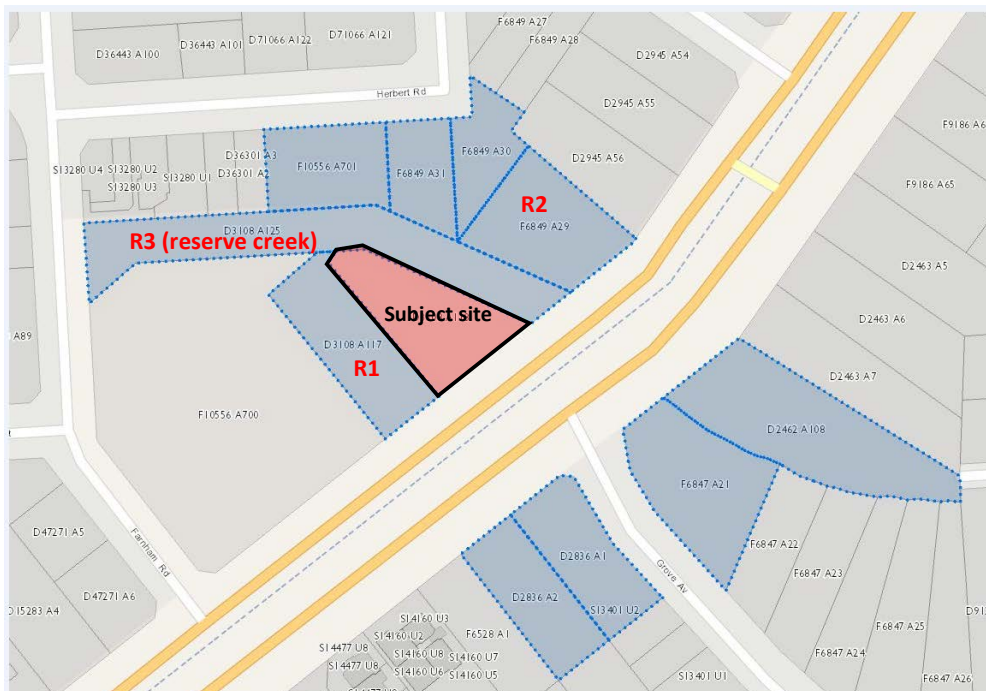 F6849 A27
D36443 A101
D71066 A122
D71066 A121
D36443 A100
F6849 A28
D2945 A54
Herbert Rd
D2945 A55
F9186 A6
D36301 A3
F6849 A30
S13280 U4
S13280 U2
F10556 A701
D2945 A56
S13280 U3
S13280 U1
D36301 A2
F6849 A31
F9186 A65
R2
D3108 A125
F6849 A29
R3 (reserve creek)
D2463 A5
Subject site
D2463 A6
A89
D3108 A117
R1
D2463 A7
F10556 A700
D2462 A108
F6847 A21
D47271 A5
Farnham Rd
D2836 A1
F6847 A22
Grove Av
F6847 A23
D47271 A6
D2836 A2
S13401 U2
D15283 A4
S14160 U3
D91
S14160 U2
F6528 A1
F6847 A25
S14477 U8
S14160 U8
S14160 U7
F6847 A24
S14477 U8
S14160 U6
S14160 U5
S13401 U1
F6847 A26